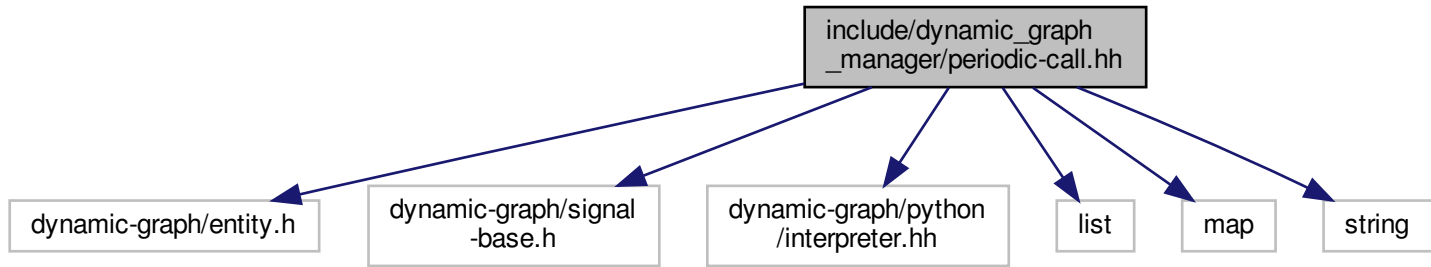 include/dynamic_graph
_manager/periodic-call.hh
dynamic-graph/entity.h
dynamic-graph/signal
-base.h
dynamic-graph/python
/interpreter.hh
list
map
string